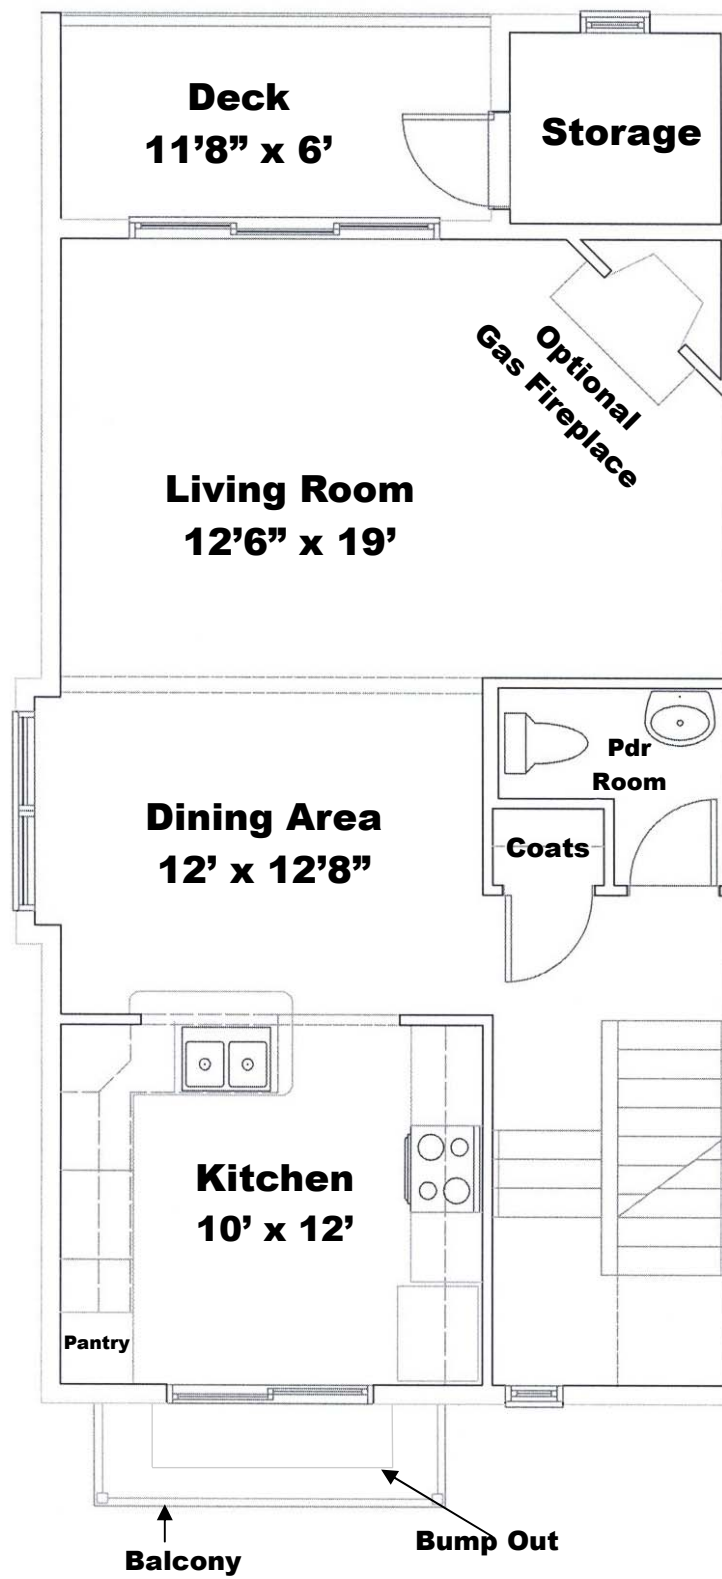 Deck
11’8” x 6’
Storage
Optional
Gas Fireplace
Living Room
12’6” x 19’
Pdr
Room
Dining Area
12’ x 12’8”
Coats
Kitchen
10’ x 12’
Pantry
Bump Out
Balcony